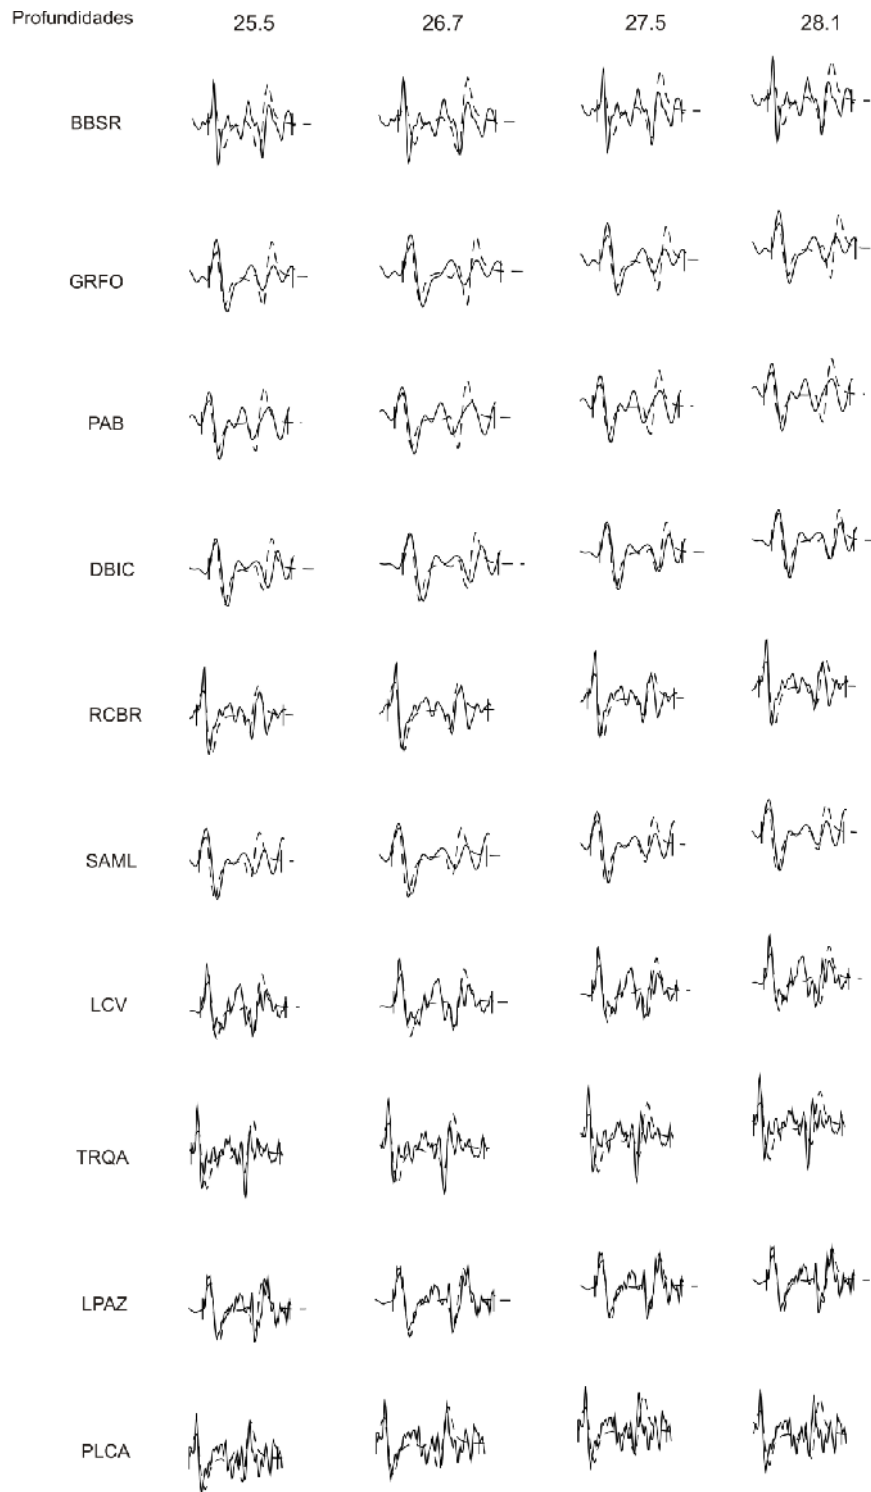 Profundidades 25.5 26.7 27.5 28.1
BBSR
GRFO
PAB
DBIC
RCBR
SAML
LCV
TRQA
LPAZ
PLCA